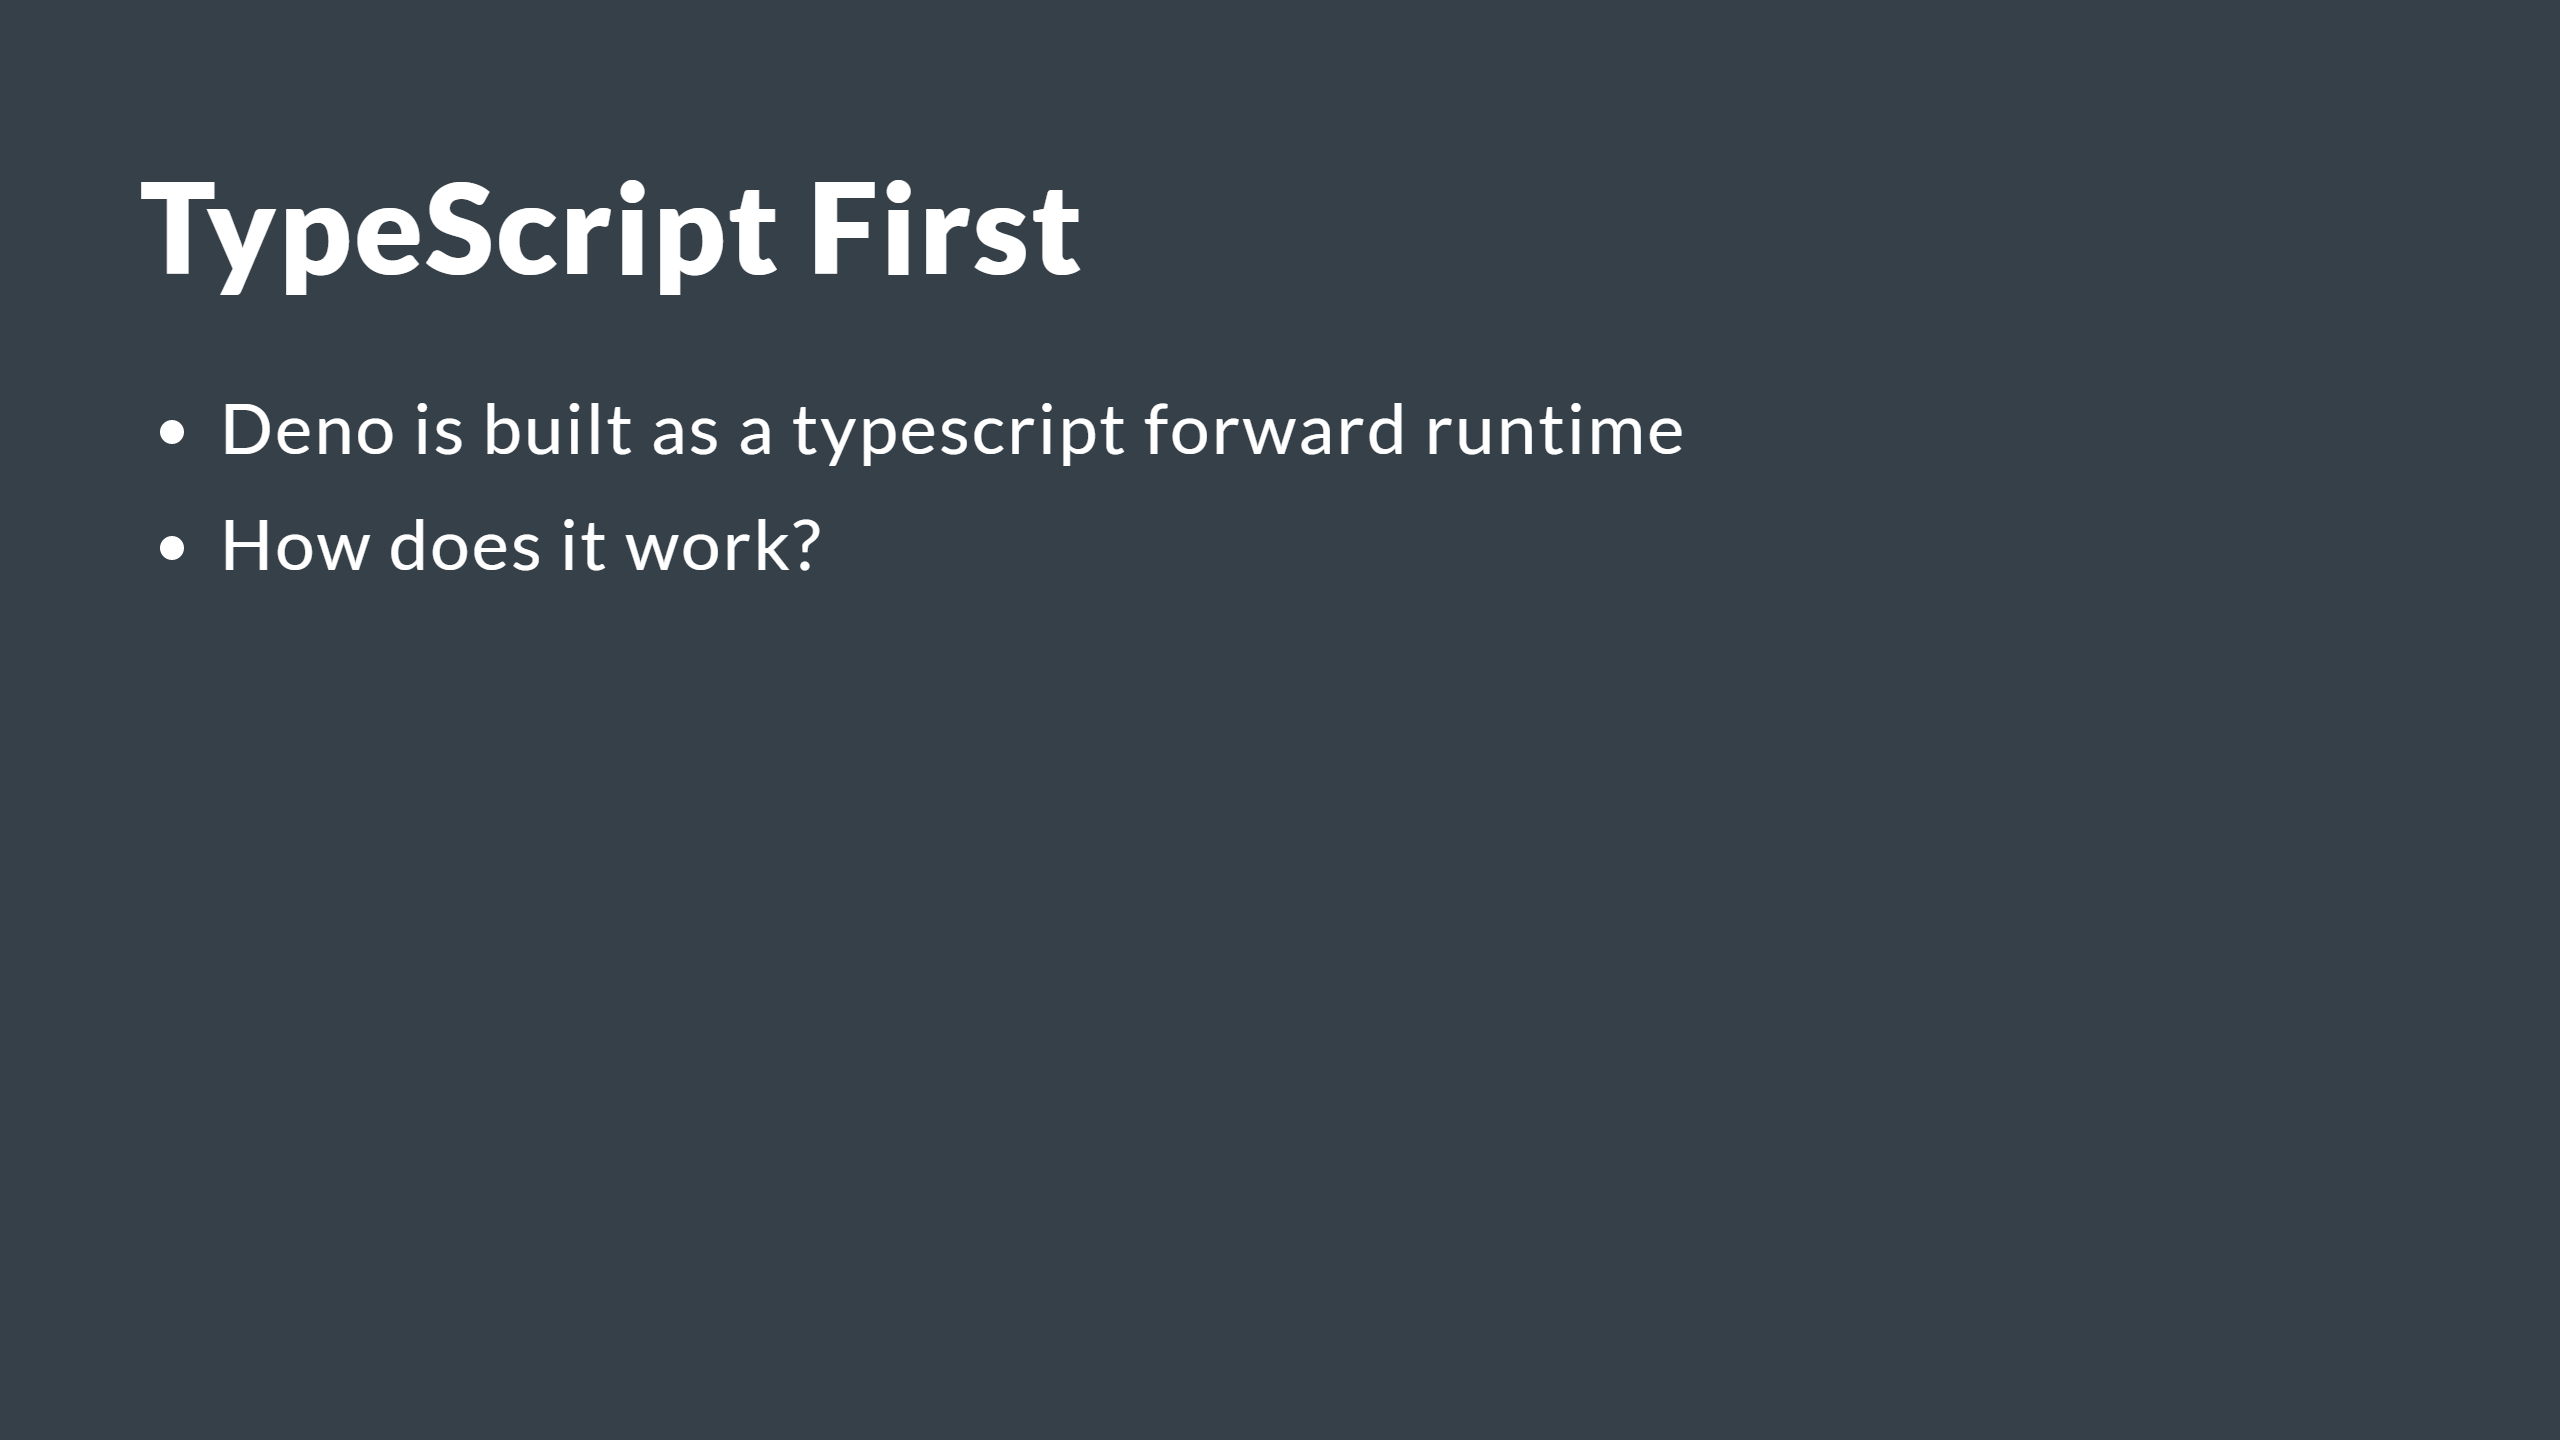 TypeScript First
• Deno is built as a typescript forward runtime
• How does it work?